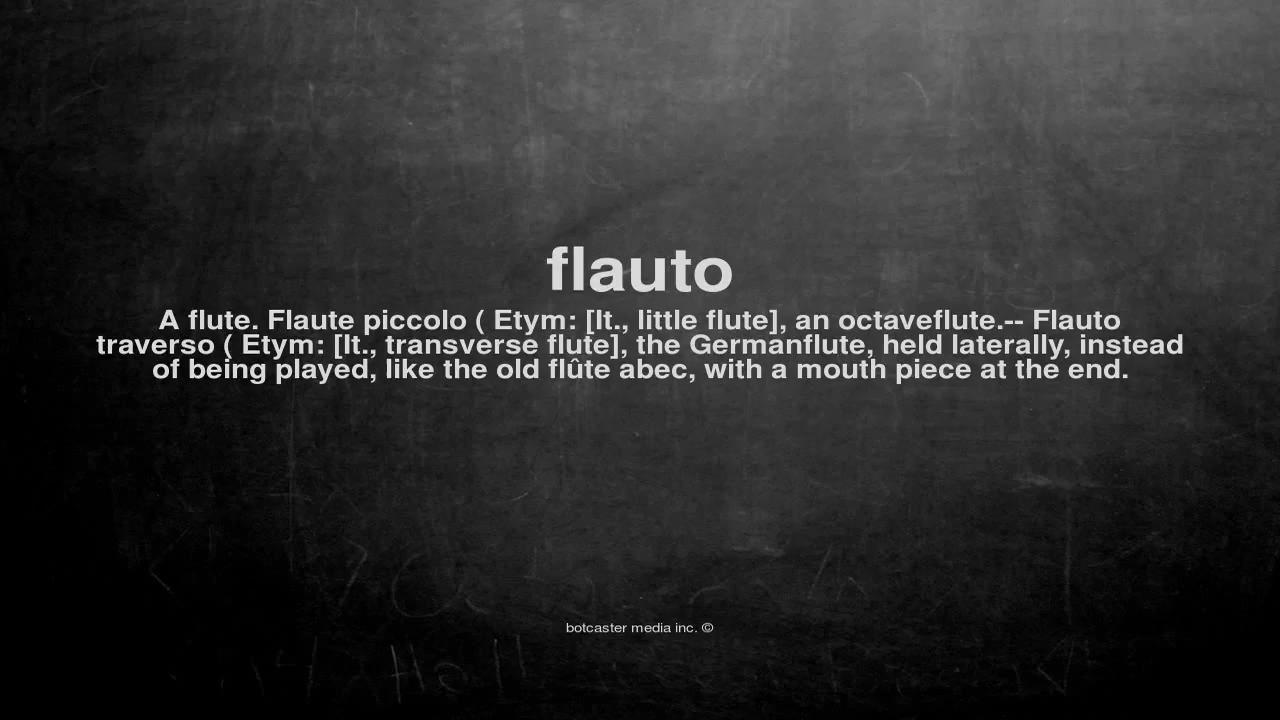 flauto
A flute. Flaute piccolo ( Etym: [It., little flute], an octaveflute.-- Flauto
traverso ( Etym: [It., transverse flute], the Germanflute, held laterally, instead
of being played, like the old flûte abec, with a mouth piece at the end.
botcaster media inc. ©